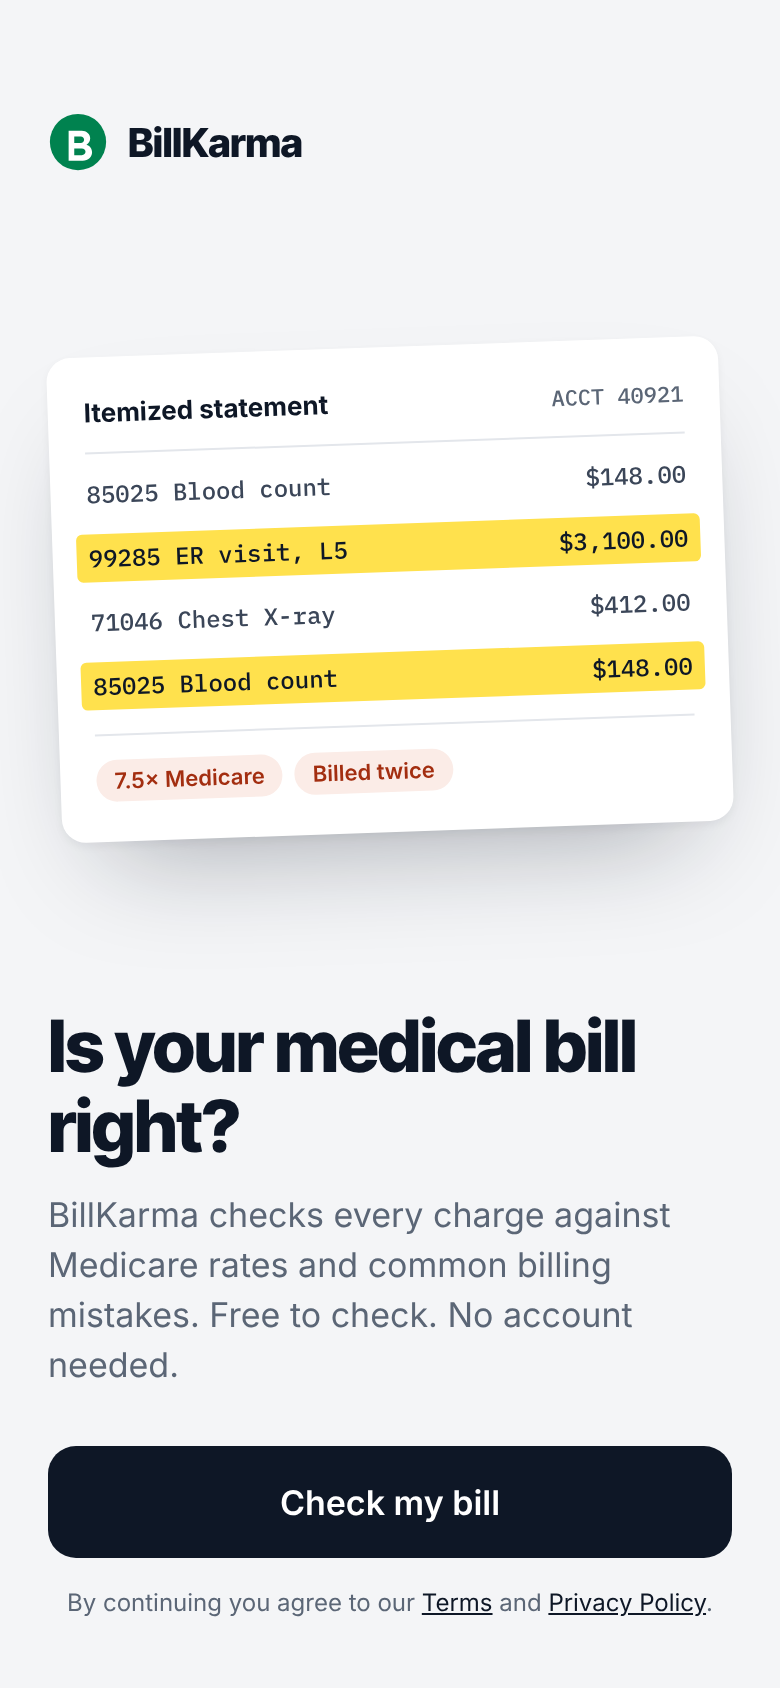 B BillKarma
Itemized statement ACCT 40921
85025 Blood count $148.00
99285 ER visit, L5 $3,100.00
71046 Chest X-ray $412.00
85025 Blood count $148.00
7.5× Medicare Billed twice
Is your medical bill
right?
BillKarma checks every charge against
Medicare rates and common billing
mistakes. Free to check. No account
needed.
Check my bill
By continuing you agree to our Terms and Privacy Policy.